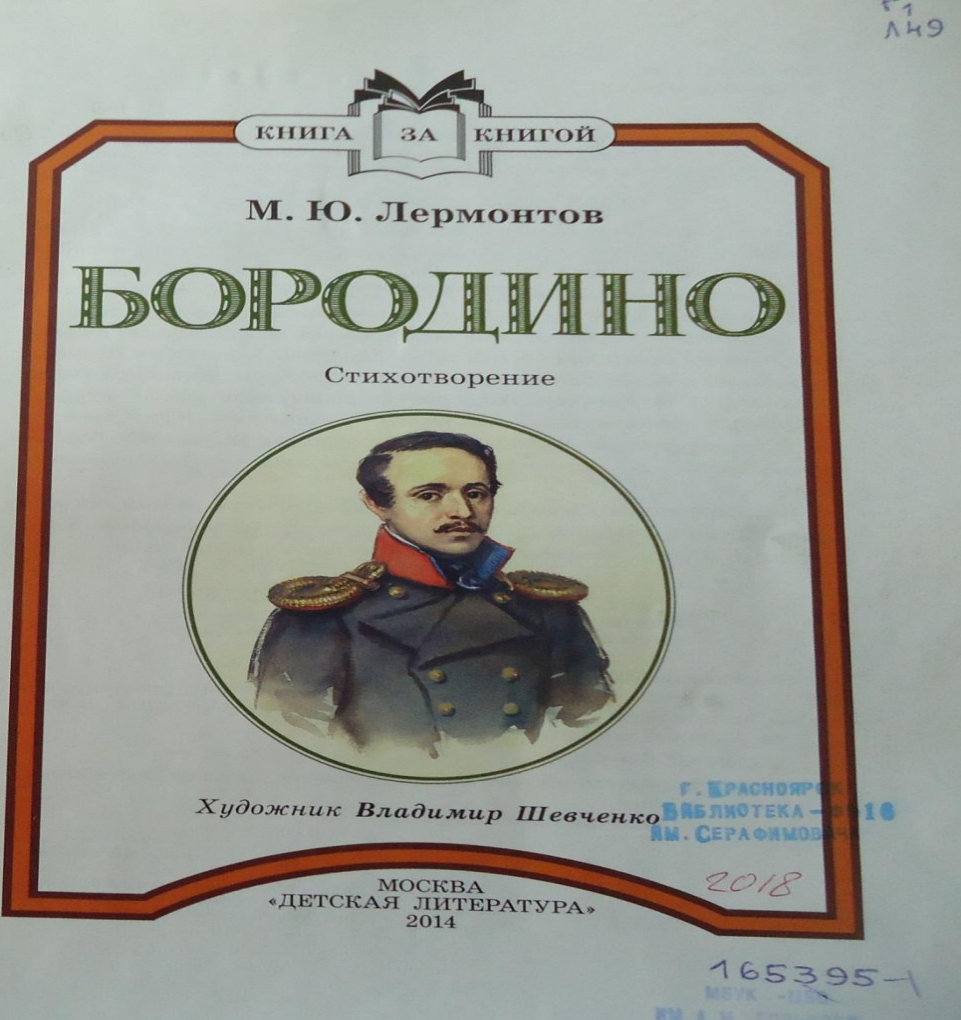 Л49
КНИГА ЗА КНИГОЙ
М. Ю. Лермонтов
БОРОДИНО
Стихотворение
Художник Владимир Шевченко
г. КРАСНОЯРСК
БИБЛИОТЕКА – 16
ИМ. СЕРАФИМОВИЧА
2018
МОСКВА
«ДЕТСКАЯ ЛИТЕРАТУРА»
2014
165395-1
МБУК